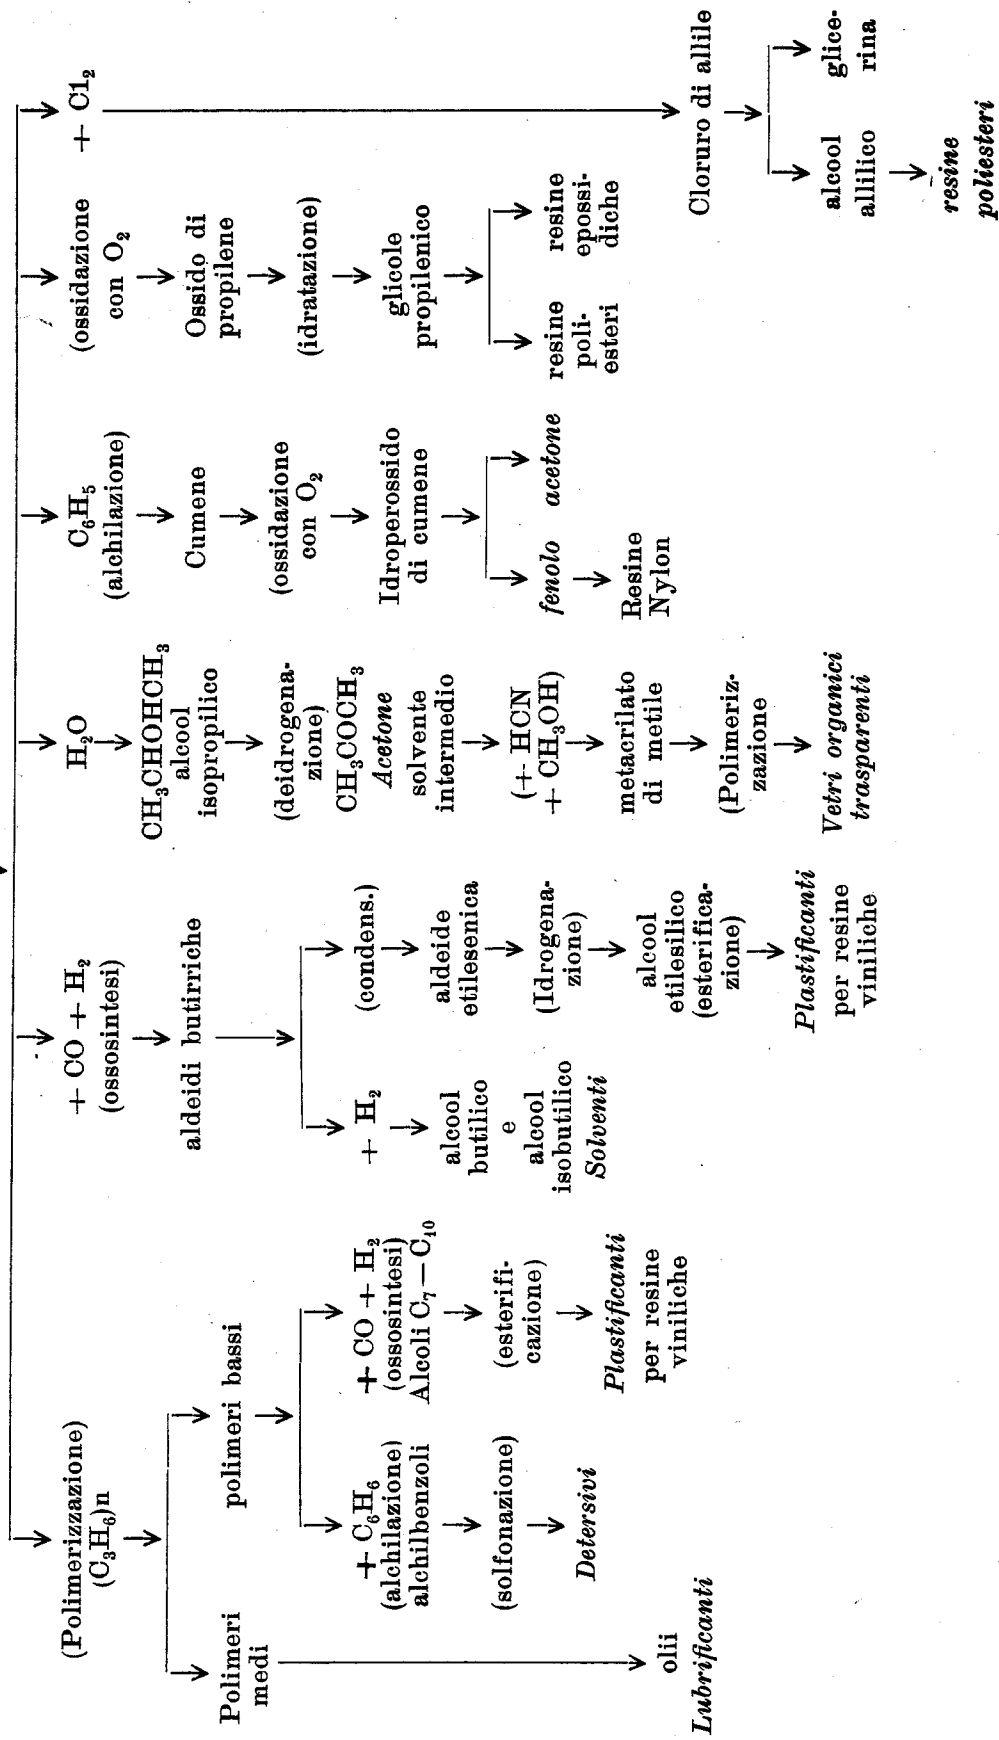 (Polimerizzazione)
(C₃H₆)n
Polimeri
medi
olii
Lubrificanti
polimeri bassi
+ C₆H₆
(alchilazione)
alchilbenzoli
(solfonazione)
Detersivi
+ CO + H₂
(ossosintesi)
Alcoli C₇ — C₁₀
(esterifi-
cazione)
Plastificanti
per resine
viniliche
+ CO + H₂
(ossosintesi)
aldeidi butirriche
+ H₂
alcool
butilico
e
alcool
isobutilico
Solventi
(condens.)
aldeide
etilesenica
(Idrogena-
zione)
alcool
etilesilico
(esterifica-
zione)
Plastificanti
per resine
viniliche
H₂O
CH₃CHOHCH₃
alcool
isopropilico
(deidrogena-
zione)
CH₃COCH₃
Acetone
solvente
intermedio
(+ HCN
+ CH₃OH)
metacrilato
di metile
(Polimeriz-
zazione
Vetri organici
trasparenti
C₆H₅
(alchilazione)
Cumene
(ossidazione
con O₂
Idroperossido
di cumene
fenolo
Resine
Nylon
acetone
(ossidazione
con O₂
Ossido di
propilene
(idratazione)
glicole
propilenico
resine
poli-
esteri
resine
epossi-
diche
+ Cl₂
Cloruro di allile
alcool
allilico
resine
poliesteri
glice-
rina